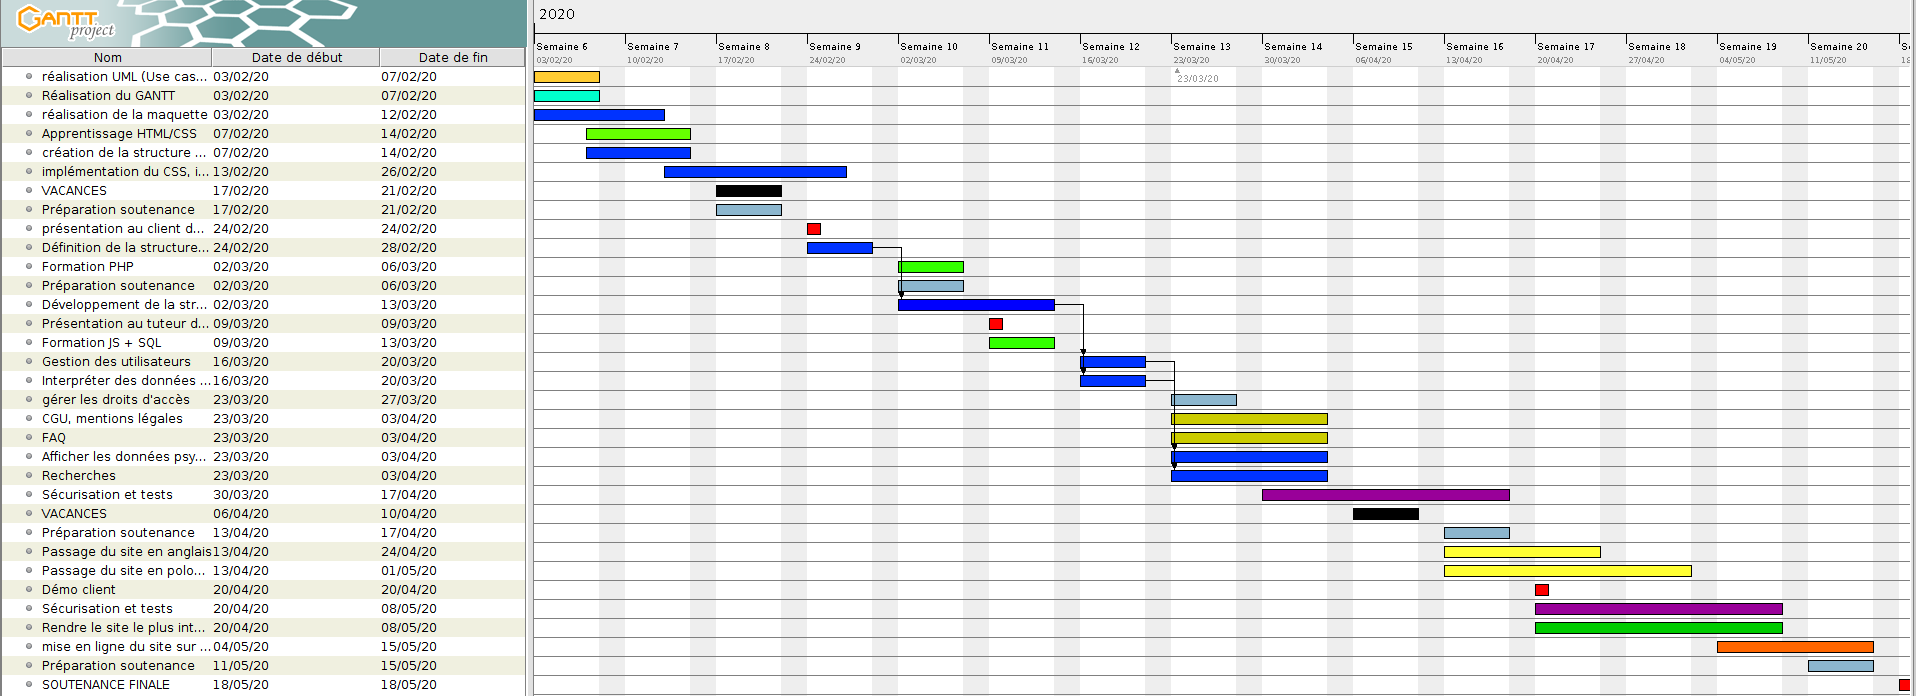 GANTT
project
2020
Semaine 6 Semaine 7 Semaine 8 Semaine 9 Semaine 10 Semaine 11 Semaine 12 Semaine 13 Semaine 14 Semaine 15 Semaine 16 Semaine 17 Semaine 18 Semaine 19 Semaine 20 S
03/02/20 10/02/20 17/02/20 24/02/20 02/03/20 09/03/20 16/03/20 23/03/20 30/03/20 06/04/20 13/04/20 20/04/20 27/04/20 04/05/20 11/05/20 18
23/03/20
Nom Date de début Date de fin
réalisation UML (Use cas... 03/02/20 07/02/20
Réalisation du GANTT 03/02/20 07/02/20
réalisation de la maquette 03/02/20 12/02/20
Apprentissage HTML/CSS 07/02/20 14/02/20
création de la structure ... 07/02/20 14/02/20
implémentation du CSS, i... 13/02/20 26/02/20
VACANCES 17/02/20 21/02/20
Préparation soutenance 17/02/20 21/02/20
présentation au client d... 24/02/20 24/02/20
Définition de la structure... 24/02/20 28/02/20
Formation PHP 02/03/20 06/03/20
Préparation soutenance 02/03/20 06/03/20
Développement de la str... 02/03/20 13/03/20
Présentation au tuteur d... 09/03/20 09/03/20
Formation JS + SQL 09/03/20 13/03/20
Gestion des utilisateurs 16/03/20 20/03/20
Interpréter des données ... 16/03/20 20/03/20
gérer les droits d'accès 23/03/20 27/03/20
CGU, mentions légales 23/03/20 03/04/20
FAQ 23/03/20 03/04/20
Afficher les données psy... 23/03/20 03/04/20
Recherches 23/03/20 03/04/20
Sécurisation et tests 30/03/20 17/04/20
VACANCES 06/04/20 10/04/20
Préparation soutenance 13/04/20 17/04/20
Passage du site en anglais 13/04/20 24/04/20
Passage du site en polo... 13/04/20 01/05/20
Démo client 20/04/20 20/04/20
Sécurisation et tests 20/04/20 08/05/20
Rendre le site le plus int... 20/04/20 08/05/20
mise en ligne du site sur ... 04/05/20 15/05/20
Préparation soutenance 11/05/20 15/05/20
SOUTENANCE FINALE 18/05/20 18/05/20